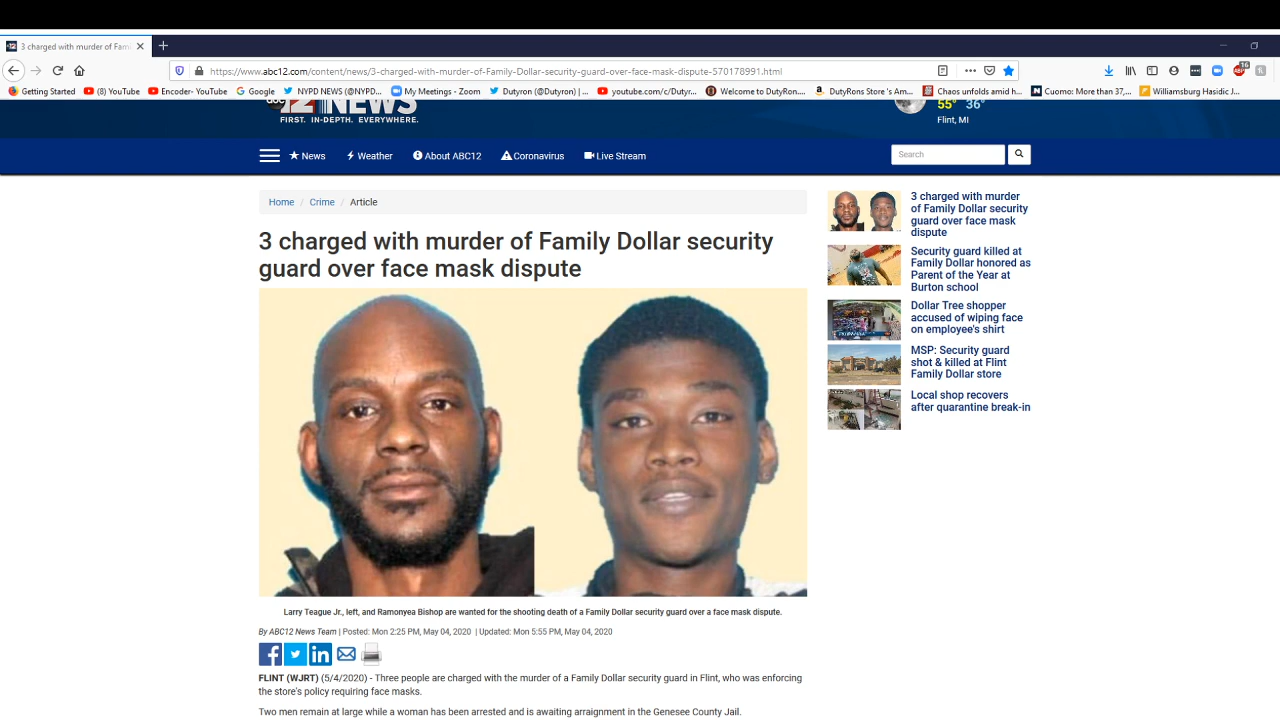 3 charged with murder of Fam
https://www.abc12.com/content/news/3-charged-with-murder-of-Family-Dollar-security-guard-over-face-mask-dispute-570178991.html
16
Getting Started (8) YouTube Encoder- YouTube Google NYPD NEWS (@NYPD... My Meetings - Zoom Dutyron (@Dutyron) | ... youtube.com/c/Dutyr... Welcome to DutyRon.... DutyRons Store 's Am... Chaos unfolds amid h... Cuomo: More than 37,... Williamsburg Hasidic J...
12 NEWS
FIRST. IN-DEPTH. EVERYWHERE.
55° 36°
Flint, MI
News Weather About ABC12 Coronavirus Live Stream
Search
Home / Crime / Article
3 charged with murder of Family Dollar security
guard over face mask dispute
Larry Teague Jr., left, and Ramonyea Bishop are wanted for the shooting death of a Family Dollar security guard over a face mask dispute.
By ABC12 News Team | Posted: Mon 2:25 PM, May 04, 2020 | Updated: Mon 5:55 PM, May 04, 2020
FLINT (WJRT) (5/4/2020) - Three people are charged with the murder of a Family Dollar security guard in Flint, who was enforcing
the store's policy requiring face masks.
Two men remain at large while a woman has been arrested and is awaiting arraignment in the Genesee County Jail.
3 charged with murder
of Family Dollar security
guard over face mask
dispute
Security guard killed at
Family Dollar honored as
Parent of the Year at
Burton school
Dollar Tree shopper
accused of wiping face
on employee's shirt
MSP: Security guard
shot & killed at Flint
Family Dollar store
Local shop recovers
after quarantine break-in